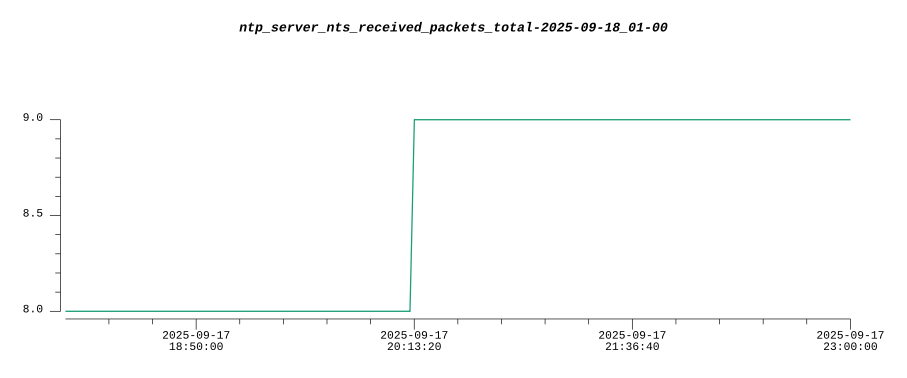 ntp_server_nts_received_packets_total-2025-09-18_01-00
9.0
8.5
8.0
2025-09-17 2025-09-17 2025-09-17 2025-09-17
18:50:00 20:13:20 21:36:40 23:00:00